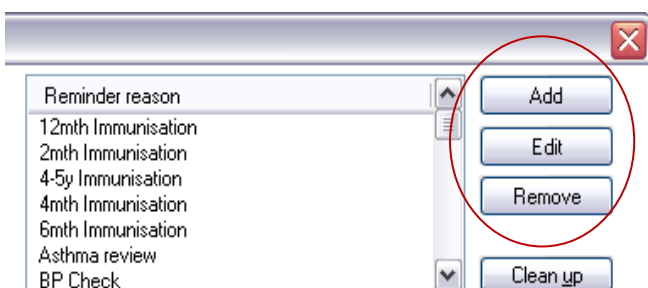 Reminder reason
12mth Immunisation
2mth Immunisation
4-5y Immunisation
4mth Immunisation
6mth Immunisation
Asthma review
BP Check
Add
Edit
Remove
Clean up